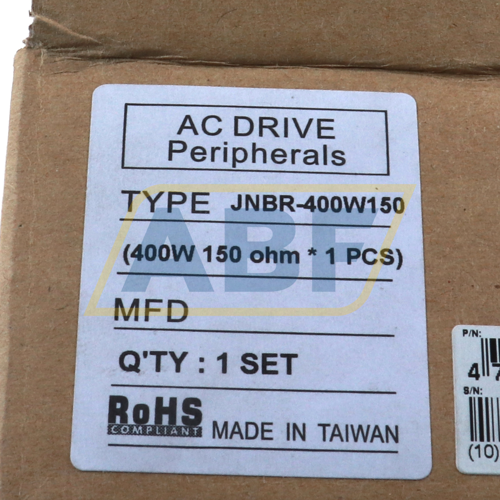 AC DRIVE
Peripherals
TYPE JNBR-400W150
(400W 150 ohm * 1 PCS)
MFD
Q'TY : 1 SET
RoHS
COMPLIANT
MADE IN TAIWAN
ABF
P/N:
4
S/N:
(10)